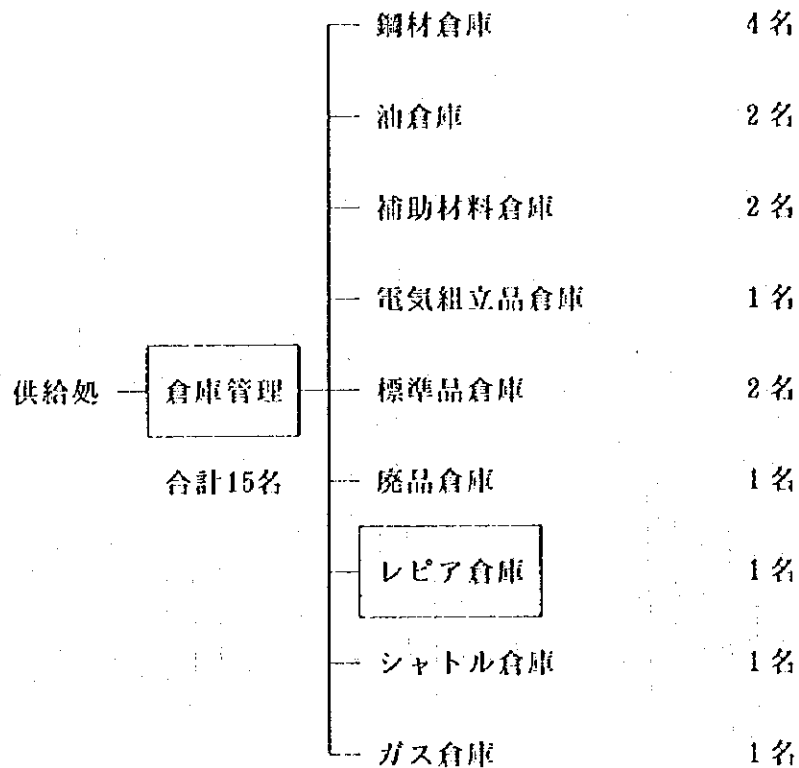 鋼材倉庫 4名
油倉庫 2名
補助材料倉庫 2名
電気組立品倉庫 1名
供給処 倉庫管理 標準品倉庫 2名
合計15名 廃品倉庫 1名
レピア倉庫 1名
シャトル倉庫 1名
ガス倉庫 1名